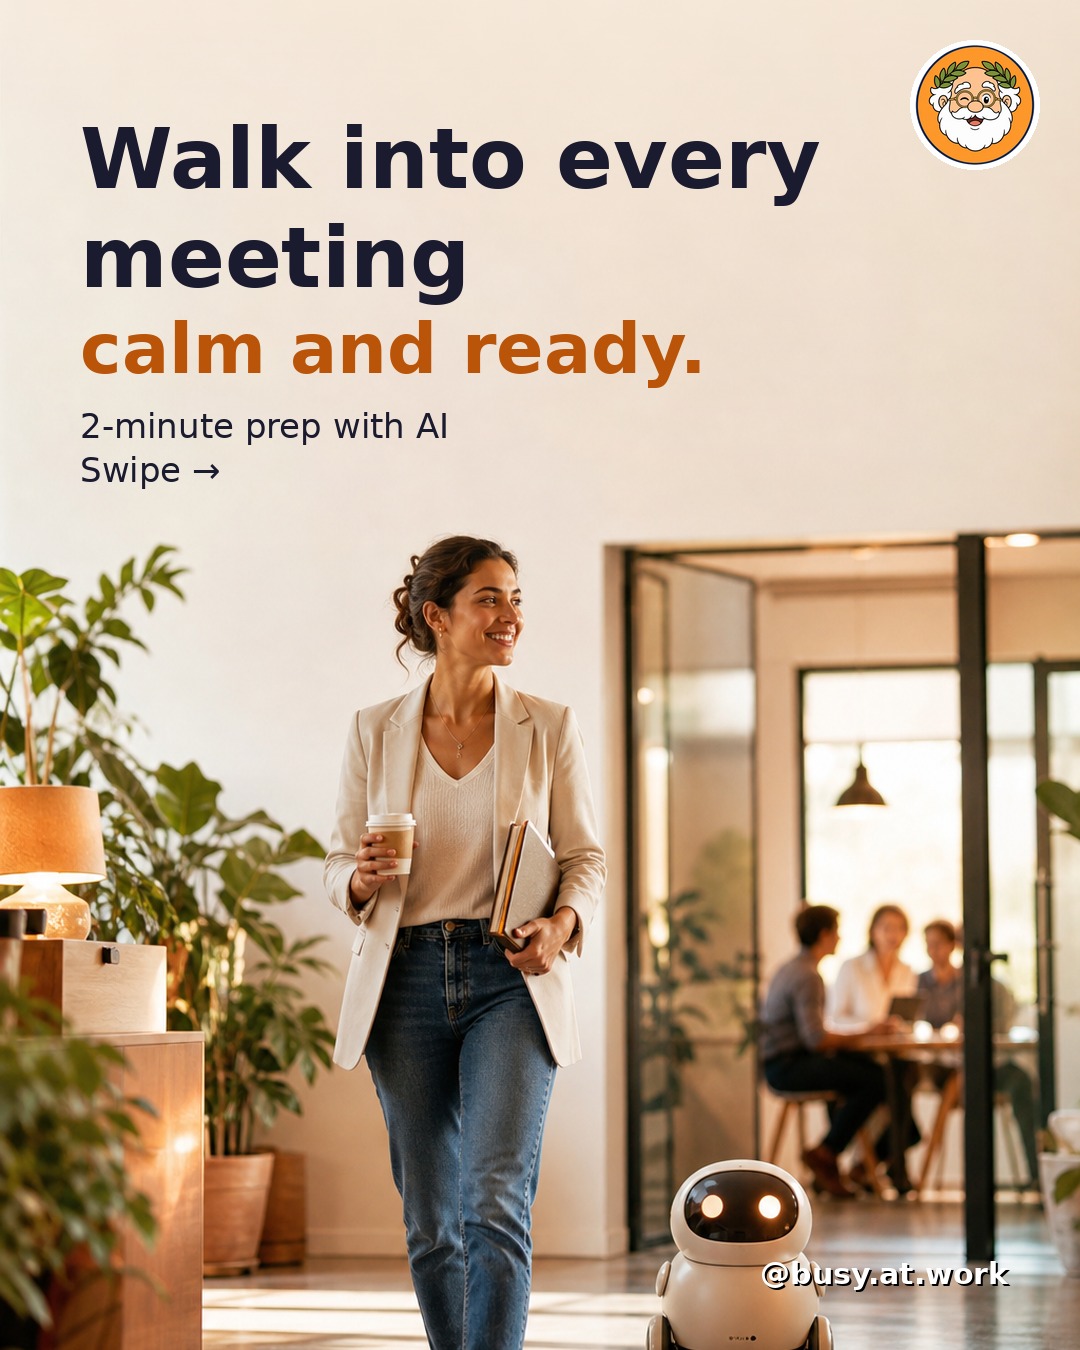 Walk into every
meeting
calm and ready.
2-minute prep with AI
Swipe →
@busy.at.work